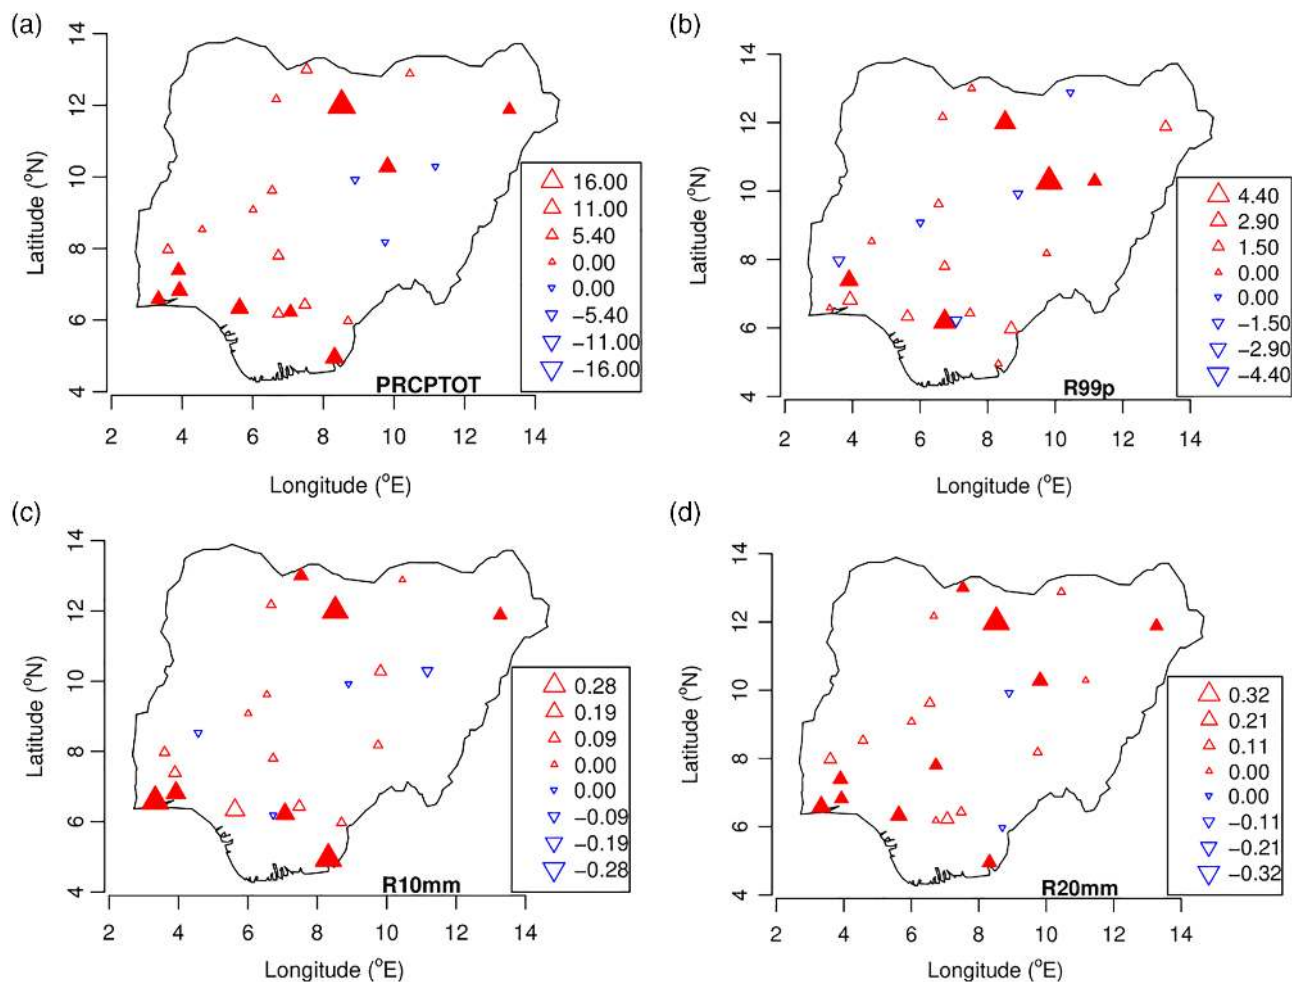 (a)
14
12
10
8
6
4
Latitude (°N)
16.00
11.00
5.40
0.00
0.00
−5.40
−11.00
−16.00
PRCPTOT
2 4 6 8 10 12 14
Longitude (°E)
(b)
14
12
10
8
6
4
Latitude (°N)
4.40
2.90
1.50
0.00
0.00
−1.50
−2.90
−4.40
R99p
2 4 6 8 10 12 14
Longitude (°E)
(c)
14
12
10
8
6
4
Latitude (°N)
0.28
0.19
0.09
0.00
0.00
−0.09
−0.19
−0.28
R10mm
2 4 6 8 10 12 14
Longitude (°E)
(d)
14
12
10
8
6
4
Latitude (°N)
0.32
0.21
0.11
0.00
0.00
−0.11
−0.21
−0.32
R20mm
2 4 6 8 10 12 14
Longitude (°E)